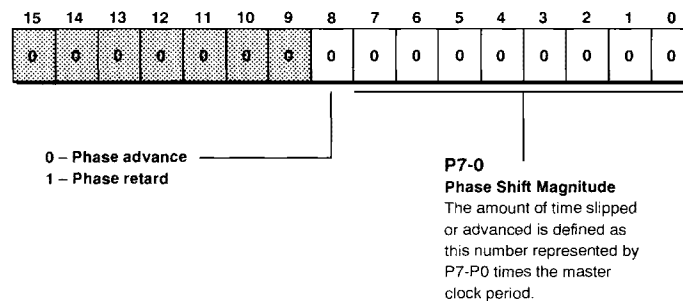 15 14 13 12 11 10 9 8 7 6 5 4 3 2 1 0
0 0 0 0 0 0 0 0 0 0 0 0 0 0 0 0
0 – Phase advance
1 – Phase retard
P7-0
Phase Shift Magnitude
The amount of time slipped
or advanced is defined as
this number represented by
P7-P0 times the master
clock period.